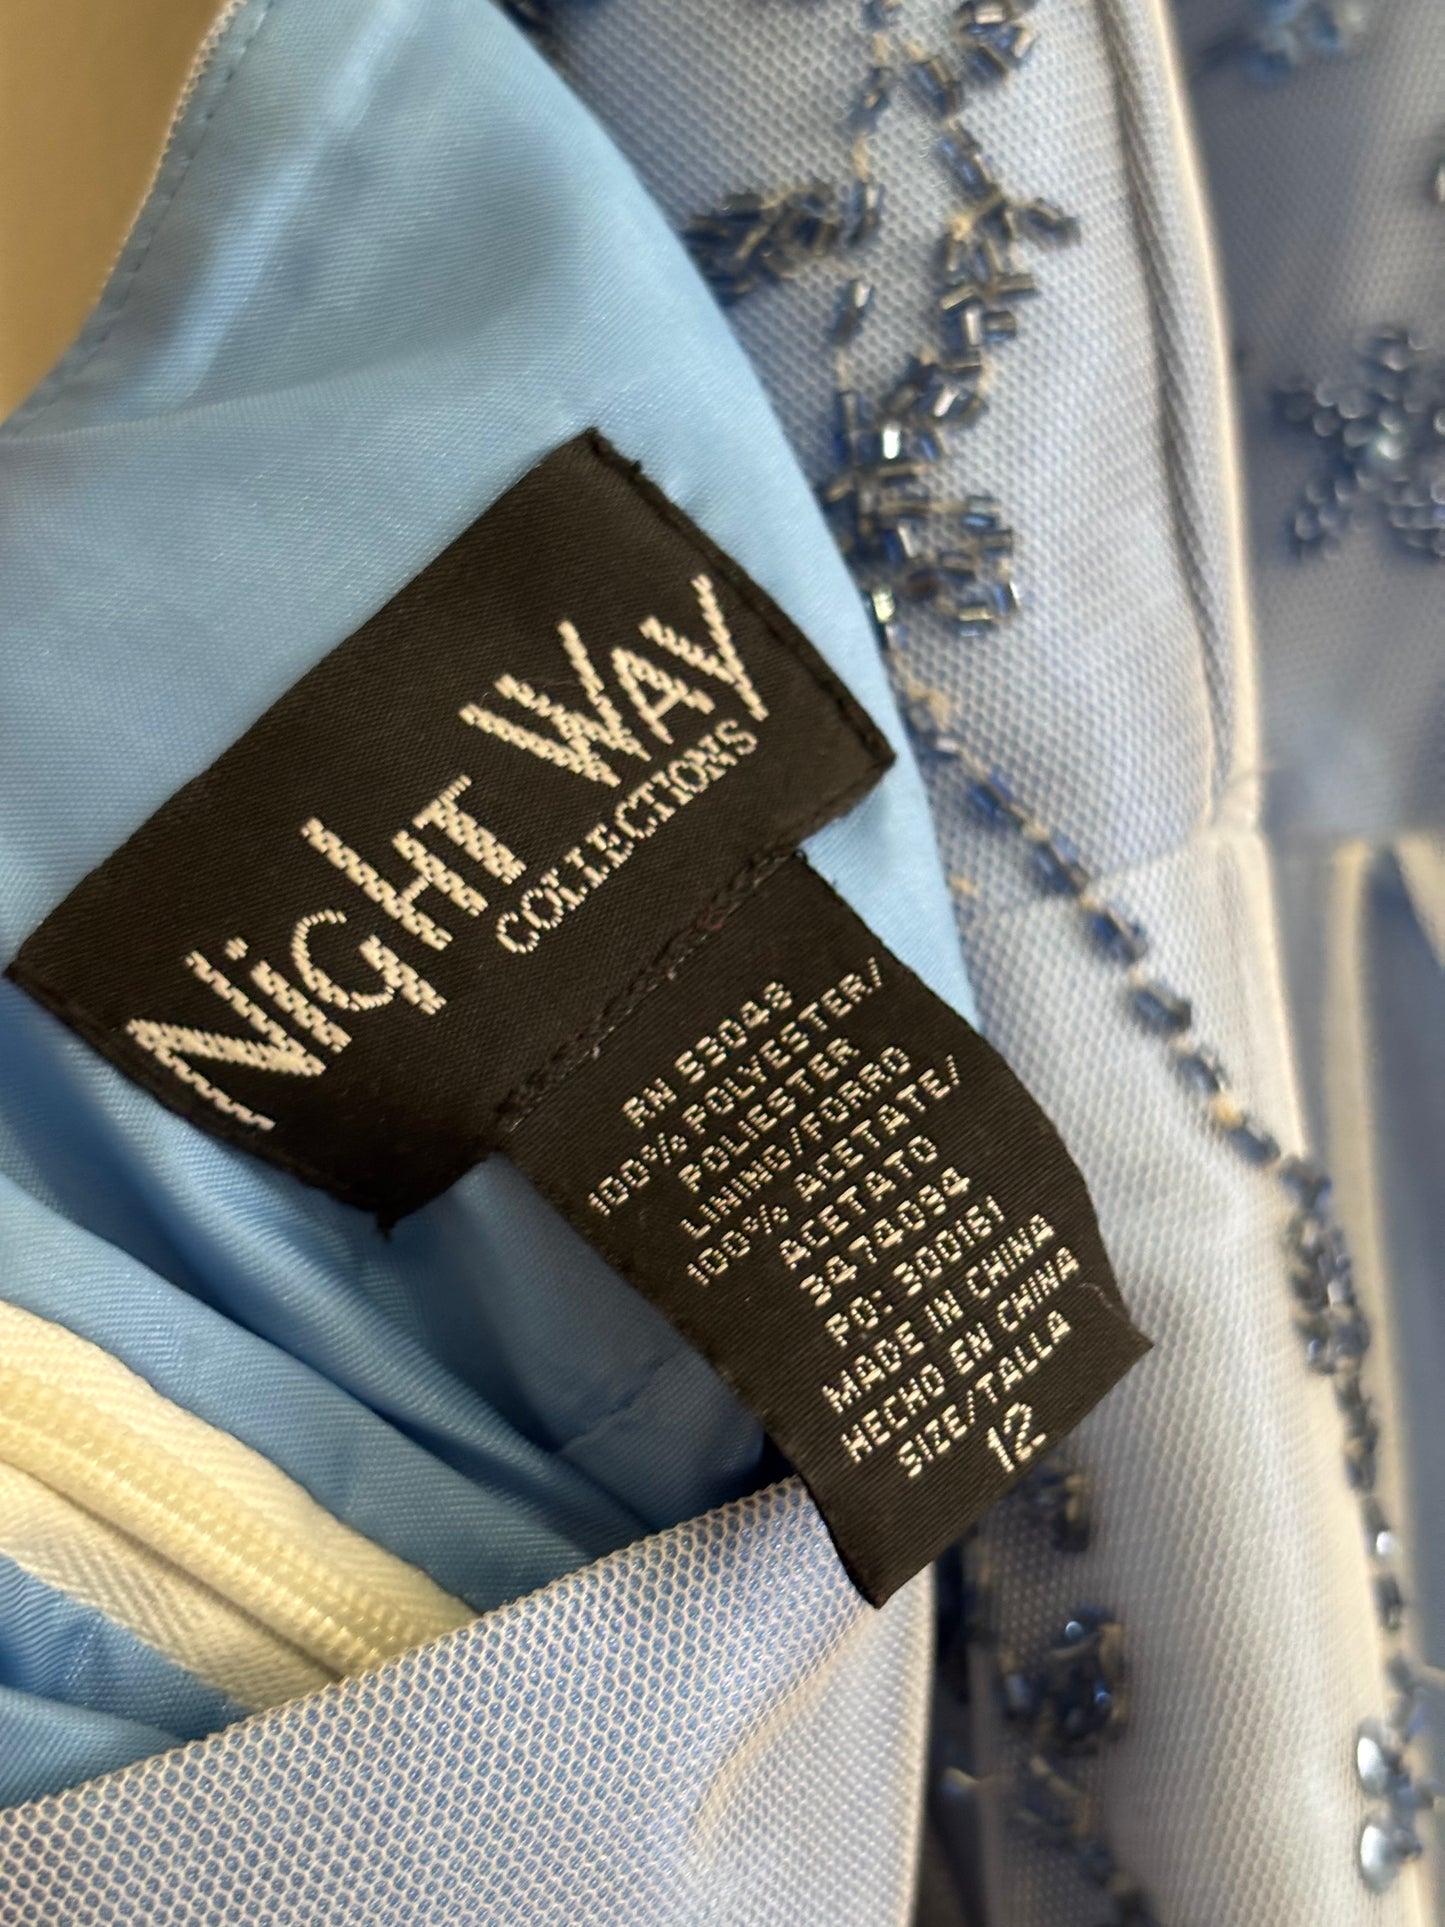 NiGHT WAY
COLLECTIONS
RN 53048
100% POLYESTER/
POLIESTER
LINING/FORRO
100% ACETATE/
ACETATO
3474094
PO: 300161
MADE IN CHINA
HECHO EN CHINA
SIZE/TALLA
12